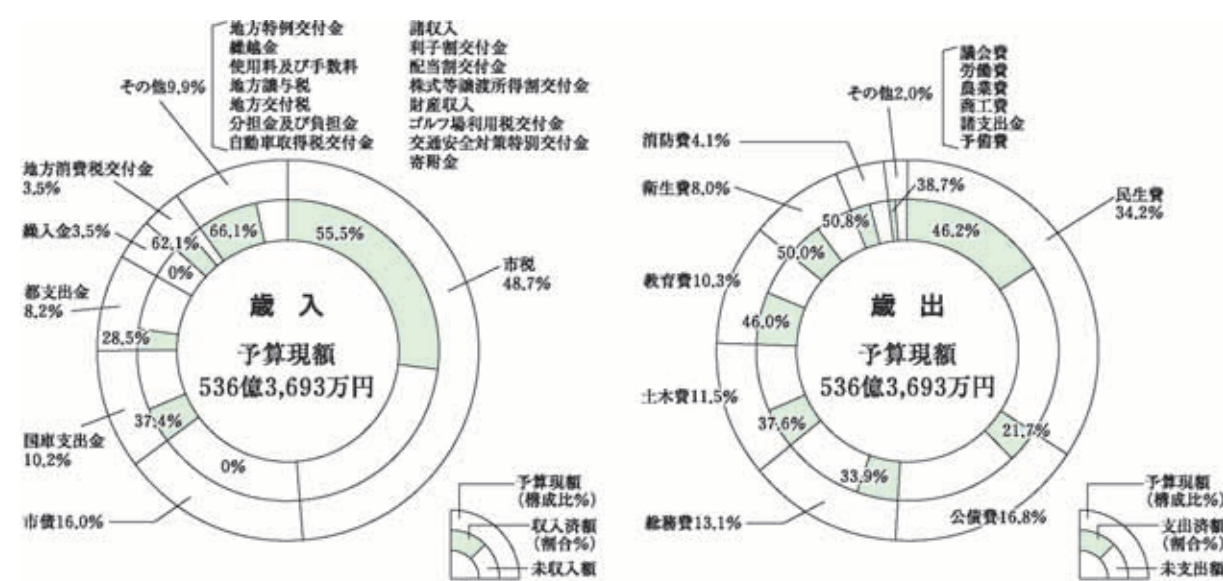 地方特例交付金
繰越金
使用料及び手数料
地方譲与税
地方交付税
分担金及び負担金
自動車取得税交付金
諸収入
利子割交付金
配当割交付金
株式等譲渡所得割交付金
財産収入
ゴルフ場利用税交付金
交通安全対策特別交付金
寄附金
その他9.9%
地方消費税交付金
3.5%
繰入金3.5%
都支出金
8.2%
国庫支出金
10.2%
市債16.0%
市税
48.7%
66.1%
55.5%
62.1%
0%
28.5%
37.4%
0%
歳 入
予算現額
536億3,693万円
予算現額
(構成比%)
収入済額
(割合%)
未収入額
議会費
労働費
農業費
商工費
諸支出金
予備費
その他2.0%
消防費4.1%
衛生費8.0%
教育費10.3%
土木費11.5%
総務費13.1%
公債費16.8%
民生費
34.2%
38.7%
50.8%
46.2%
50.0%
46.0%
37.6%
33.9%
21.7%
歳 出
予算現額
536億3,693万円
予算現額
(構成比%)
支出済額
(割合%)
未支出額